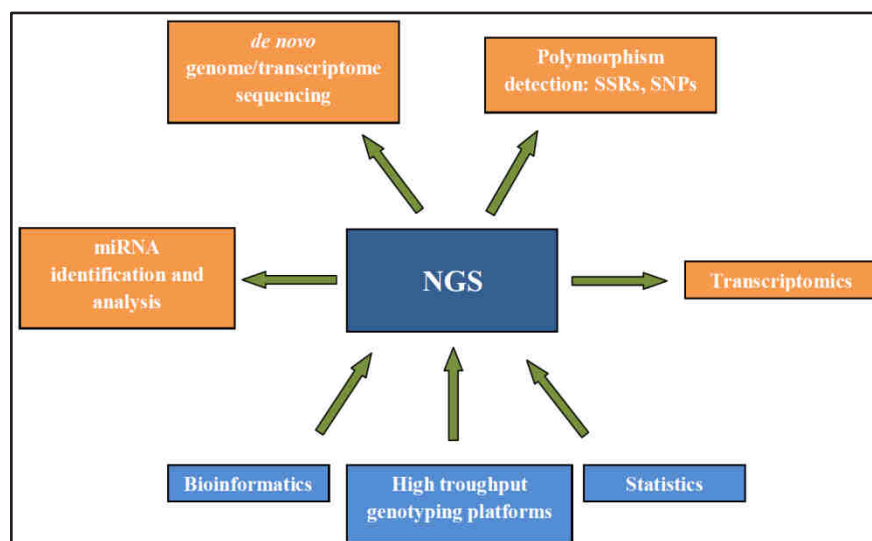 de novo
genome/transcriptome
sequencing
Polymorphism
detection: SSRs, SNPs
miRNA
identification and
analysis
NGS
Transcriptomics
Bioinformatics
High troughput
genotyping platforms
Statistics